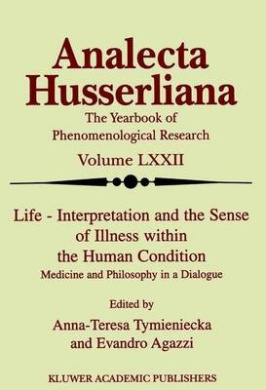 Analecta
Husserliana
The Yearbook of
Phenomenological Research
Volume LXXII
Life - Interpretation and the Sense
of Illness within
the Human Condition
Medicine and Philosophy in a Dialogue
Edited by
Anna-Teresa Tymieniecka
and Evandro Agazzi
KLUWER ACADEMIC PUBLISHERS